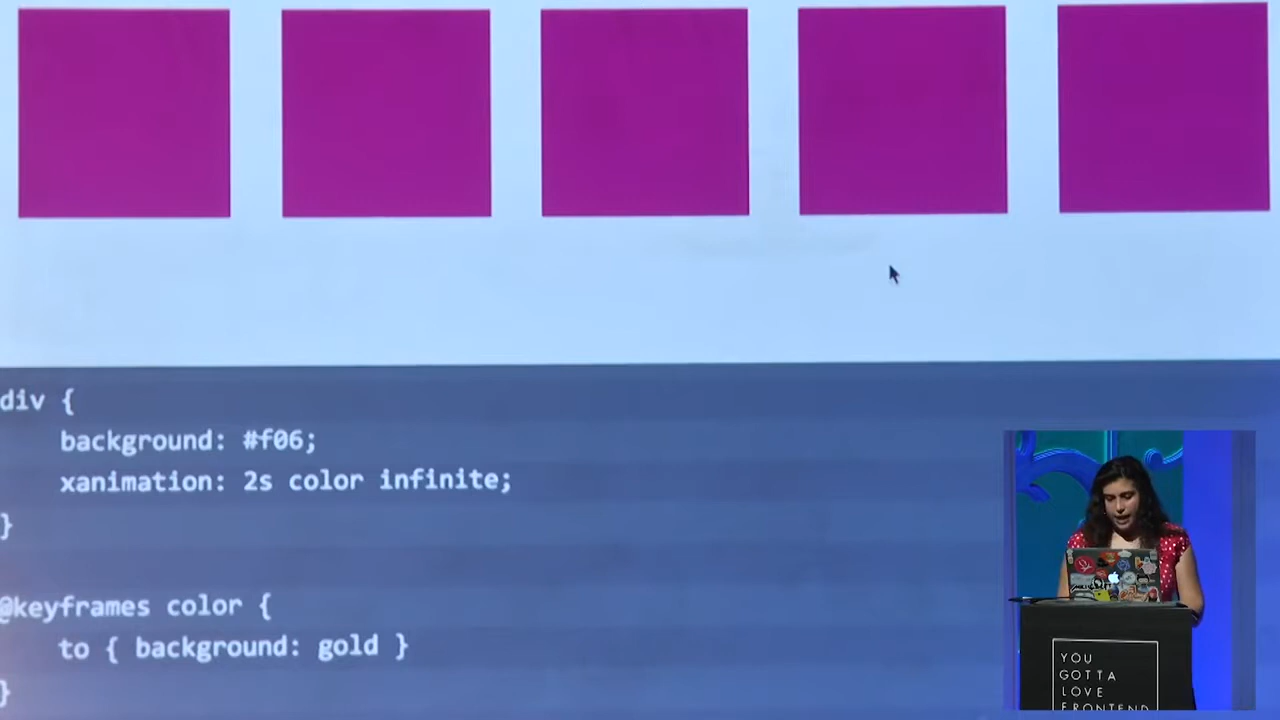 div {
background: #f06;
xanimation: 2s color infinite;
}
@keyframes color {
to { background: gold }
}
YOU
GOTTA
LOVE
FRONTEND